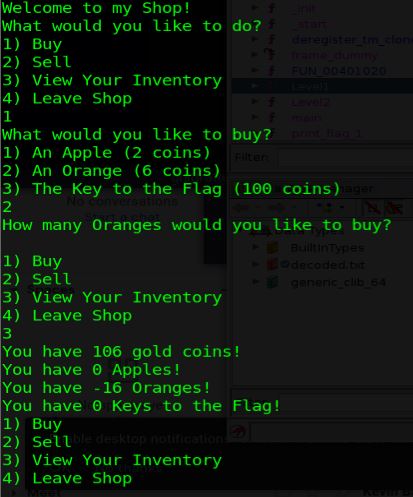 Welcome to my Shop!
What would you like to do?
1) Buy
2) Sell
3) View Your Inventory
4) Leave Shop
1
What would you like to buy?
1) An Apple (2 coins)
2) An Orange (6 coins)
3) The Key to the Flag (100 coins)
2
How many Oranges would you like to buy?
1) Buy
2) Sell
3) View Your Inventory
4) Leave Shop
3
You have 106 gold coins!
You have 0 Apples!
You have -16 Oranges!
You have 0 Keys to the Flag!
1) Buy
2) Sell
3) View Your Inventory
4) Leave Shop
_init
_start
deregister_tm_clone
frame_dummy
FUN_00401020
Level1
Level2
main
print_flag_1
Filter:
No conversations
Start a chat
BuiltInTypes
decoded.txt
generic_clib_64
desktop notifications